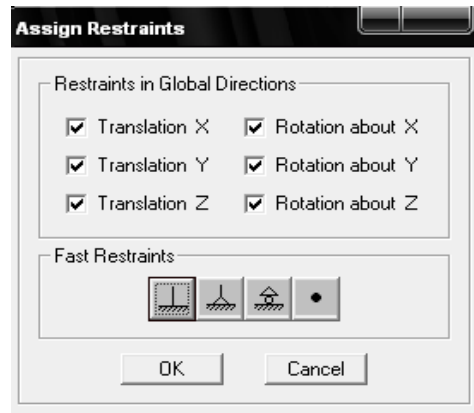 Assign Restraints
Restraints in Global Directions
Translation X Rotation about X
Translation Y Rotation about Y
Translation Z Rotation about Z
Fast Restraints
OK Cancel